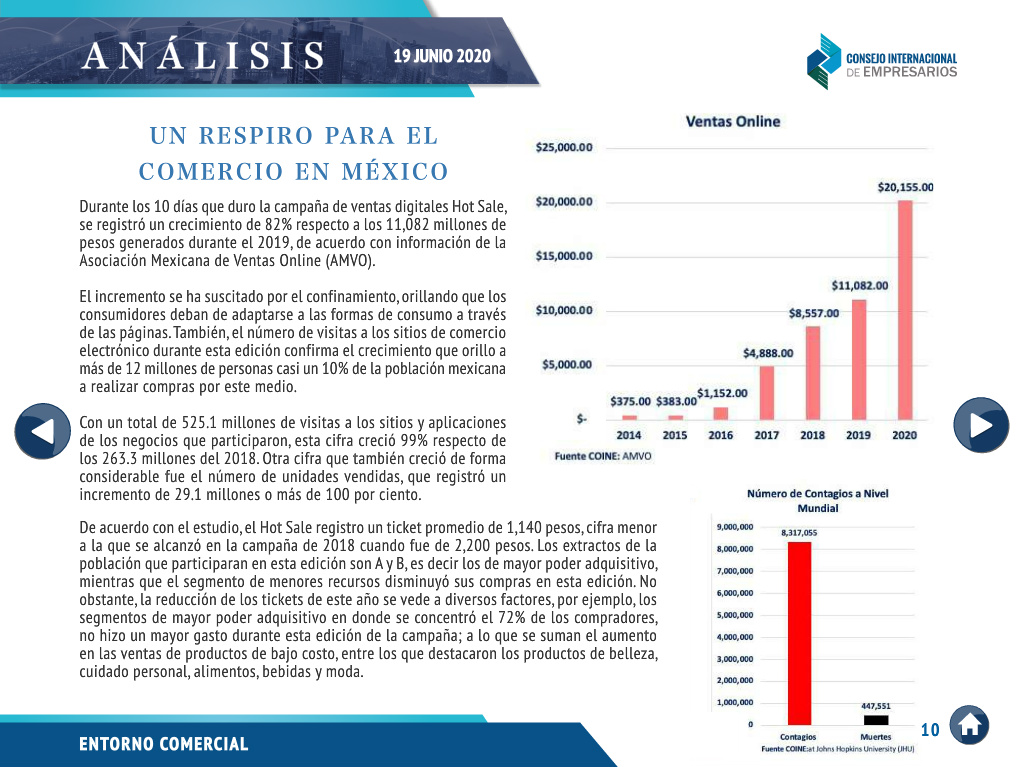 ANÁLISIS
19 JUNIO 2020
CONSEJO INTERNACIONAL
DE EMPRESARIOS
UN RESPIRO PARA EL
COMERCIO EN MÉXICO
Durante los 10 días que duro la campaña de ventas digitales Hot Sale,
se registró un crecimiento de 82% respecto a los 11,082 millones de
pesos generados durante el 2019, de acuerdo con información de la
Asociación Mexicana de Ventas Online (AMVO).
El incremento se ha suscitado por el confinamiento, orillando que los
consumidores deban de adaptarse a las formas de consumo a través
de las páginas. También, el número de visitas a los sitios de comercio
electrónico durante esta edición confirma el crecimiento que orillo a
más de 12 millones de personas casi un 10% de la población mexicana
a realizar compras por este medio.
Con un total de 525.1 millones de visitas a los sitios y aplicaciones
de los negocios que participaron, esta cifra creció 99% respecto de
los 263.3 millones del 2018. Otra cifra que también creció de forma
considerable fue el número de unidades vendidas, que registró un
incremento de 29.1 millones o más de 100 por ciento.
De acuerdo con el estudio, el Hot Sale registro un ticket promedio de 1,140 pesos, cifra menor
a la que se alcanzó en la campaña de 2018 cuando fue de 2,200 pesos. Los extractos de la
población que participaran en esta edición son A y B, es decir los de mayor poder adquisitivo,
mientras que el segmento de menores recursos disminuyó sus compras en esta edición. No
obstante, la reducción de los tickets de este año se vede a diversos factores, por ejemplo, los
segmentos de mayor poder adquisitivo en donde se concentró el 72% de los compradores,
no hizo un mayor gasto durante esta edición de la campaña; a lo que se suman el aumento
en las ventas de productos de bajo costo, entre los que destacaron los productos de belleza,
cuidado personal, alimentos, bebidas y moda.
Ventas Online
$25,000.00
$20,000.00
$15,000.00
$10,000.00
$5,000.00
$-
$375.00
$383.00
$1,152.00
$4,888.00
$8,557.00
$11,082.00
$20,155.00
2014 2015 2016 2017 2018 2019 2020
Fuente COINE: AMVO
Número de Contagios a Nivel
Mundial
9,000,000
8,000,000
7,000,000
6,000,000
5,000,000
4,000,000
3,000,000
2,000,000
1,000,000
0
8,317,055
447,551
Contagios Muertes
Fuente COINE:at Johns Hopkins University (JHU)
ENTORNO COMERCIAL
10